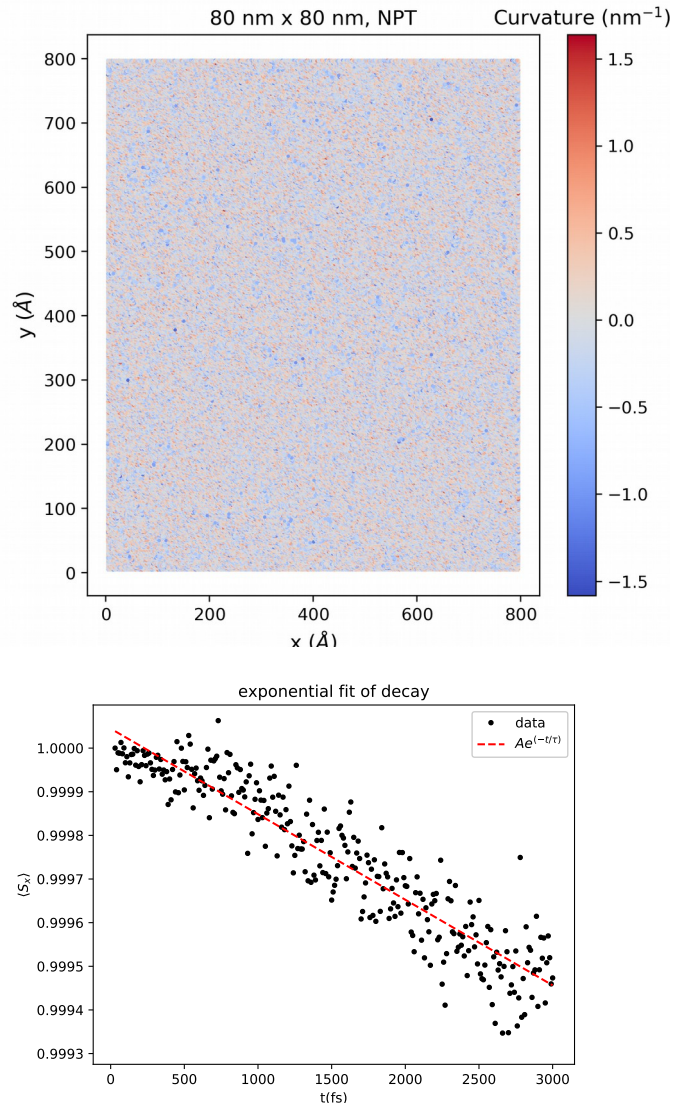 80 nm x 80 nm, NPT
Curvature (nm⁻¹)
800
700
600
500
400
300
200
100
0
y (Å)
0 200 400 600 800
x (Å)
1.5
1.0
0.5
0.0
−0.5
−1.0
−1.5
exponential fit of decay
data
Ae^(−t/τ)
1.0000
0.9999
0.9998
0.9997
0.9996
0.9995
0.9994
0.9993
⟨Sₓ⟩
0 500 1000 1500 2000 2500 3000
t(fs)